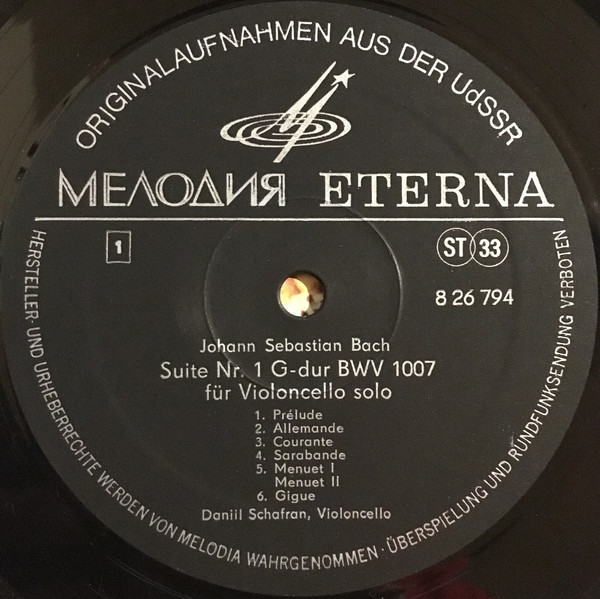 ORIGINALAUFNAHMEN AUS DER UdSSR
МЕЛОДИЯ ETERNA
1
ST 33
8 26 794
Johann Sebastian Bach
Suite Nr. 1 G-dur BWV 1007
für Violoncello solo
1. Prélude
2. Allemande
3. Courante
4. Sarabande
5. Menuet I
Menuet II
6. Gigue
Daniil Schafran, Violoncello
HERSTELLER- UND URHEBERRECHTE WERDEN VON MELODIA WAHRGENOMMEN · ÜBERSPIELUNG UND RUNDFUNKSENDUNG VERBOTEN